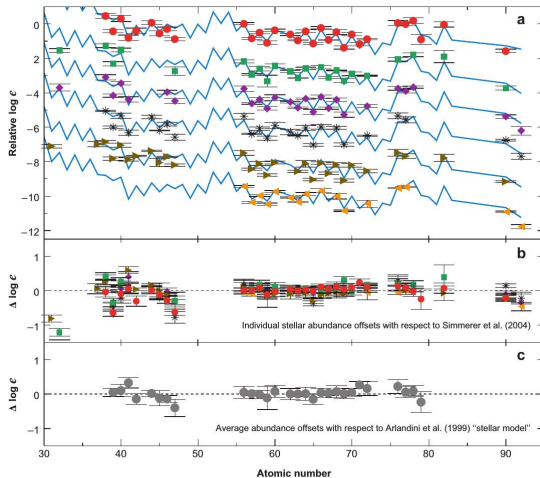 a
0
−2
−4
−6
−8
−10
−12
Relative log ε
b
1
0
−1
Δ log ε
Individual stellar abundance offsets with respect to Simmerer et al. (2004)
c
1
0
−1
Δ log ε
Average abundance offsets with respect to Arlandini et al. (1999) “stellar model”
30 40 50 60 70 80 90
Atomic number